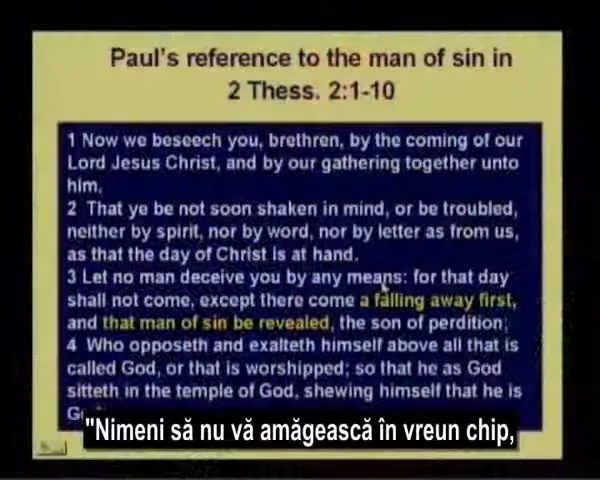 Paul's reference to the man of sin in
2 Thess. 2:1-10
1 Now we beseech you, brethren, by the coming of our
Lord Jesus Christ, and by our gathering together unto
him,
2 That ye be not soon shaken in mind, or be troubled,
neither by spirit, nor by word, nor by letter as from us,
as that the day of Christ is at hand.
3 Let no man deceive you by any means: for that day
shall not come, except there come a falling away first,
and that man of sin be revealed, the son of perdition;
4 Who opposeth and exalteth himself above all that is
called God, or that is worshipped; so that he as God
sitteth in the temple of God, shewing himself that he is
"Nimeni să nu vă amăgească în vreun chip,